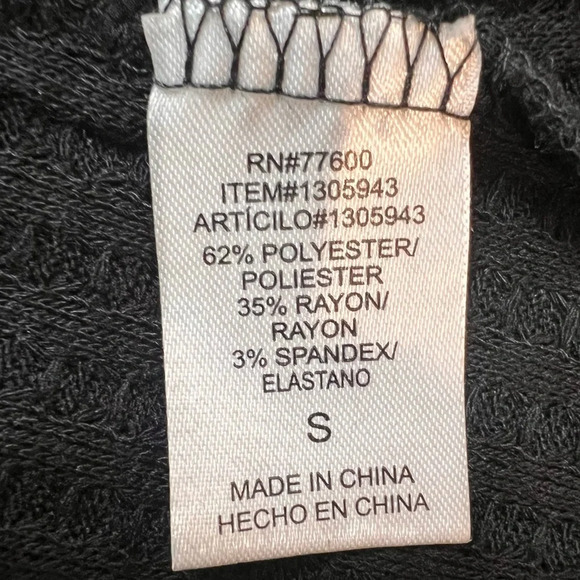 RN#77600
ITEM#1305943
ARTÍCILO#1305943
62% POLYESTER/
POLIESTER
35% RAYON/
RAYON
3% SPANDEX/
ELASTANO
S
MADE IN CHINA
HECHO EN CHINA